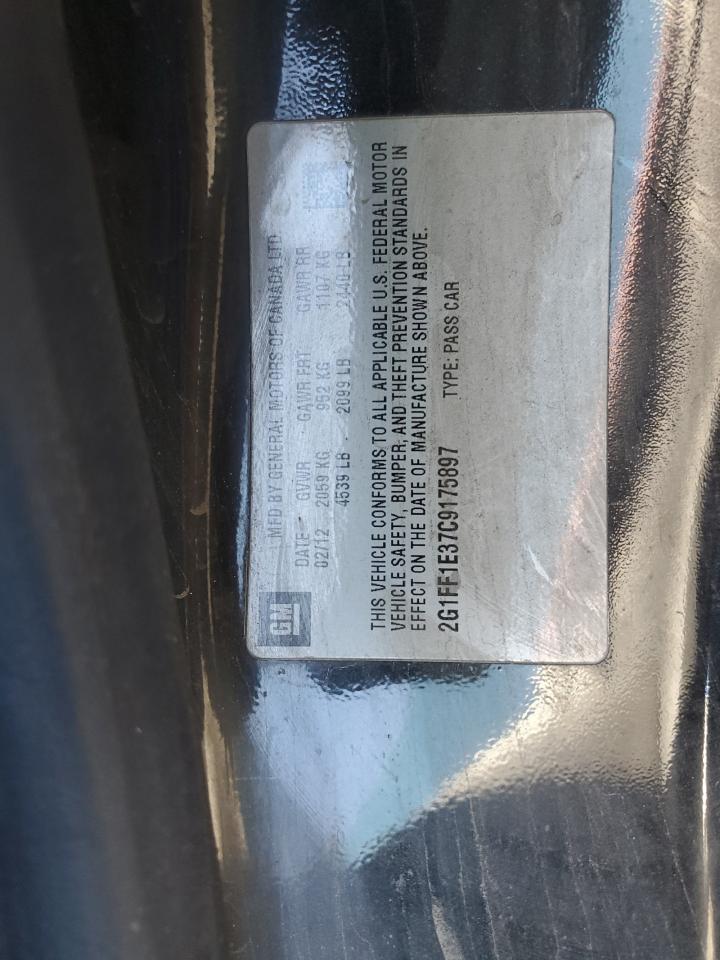 GM
MFD BY GENERAL MOTORS OF CANADA LTD
DATE GVWR GAWR FRT GAWR RR
02/12 2059 KG 952 KG 1107 KG
4539 LB 2099 LB 2440 LB
THIS VEHICLE CONFORMS TO ALL APPLICABLE U.S. FEDERAL MOTOR
VEHICLE SAFETY, BUMPER, AND THEFT PREVENTION STANDARDS IN
EFFECT ON THE DATE OF MANUFACTURE SHOWN ABOVE.
2G1FF1E37C9175897 TYPE: PASS CAR